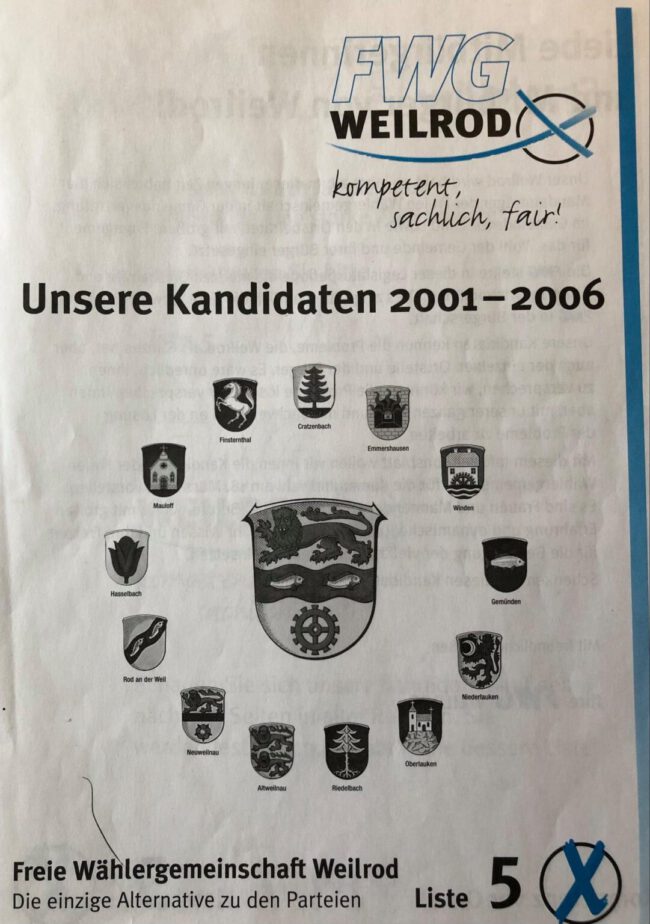 FWG
WEILROD
kompetent,
sachlich, fair!
Unsere Kandidaten 2001–2006
Finsternthal
Cratzenbach
Emmershausen
Mauloff
Winden
Hasselbach
Gemünden
Rod an der Weil
Niederlauken
Neuweilnau
Oberlauken
Altweilnau
Riedelbach
Freie Wählergemeinschaft Weilrod
Die einzige Alternative zu den Parteien
Liste 5